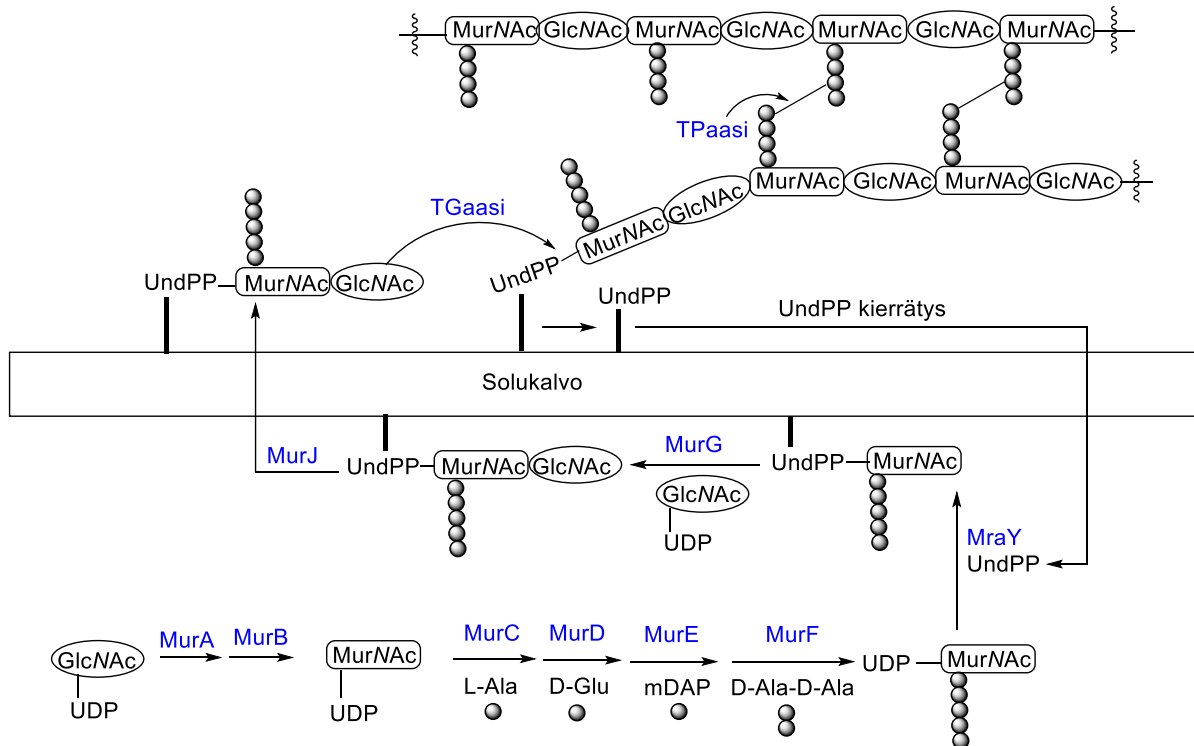 MurNAc GlcNAc MurNAc GlcNAc MurNAc GlcNAc MurNAc
TPaasi
MurNAc GlcNAc MurNAc GlcNAc
GlcNAc
TGaasi
MurNAc
UndPP
UndPP MurNAc GlcNAc
UndPP
UndPP kierrätys
Solukalvo
MurJ
UndPP MurNAc GlcNAc
MurG
GlcNAc
UDP
UndPP MurNAc
MraY
UndPP
GlcNAc
UDP
MurA MurB
MurNAc
UDP
MurC MurD MurE MurF
L-Ala D-Glu mDAP D-Ala-D-Ala
UDP MurNAc